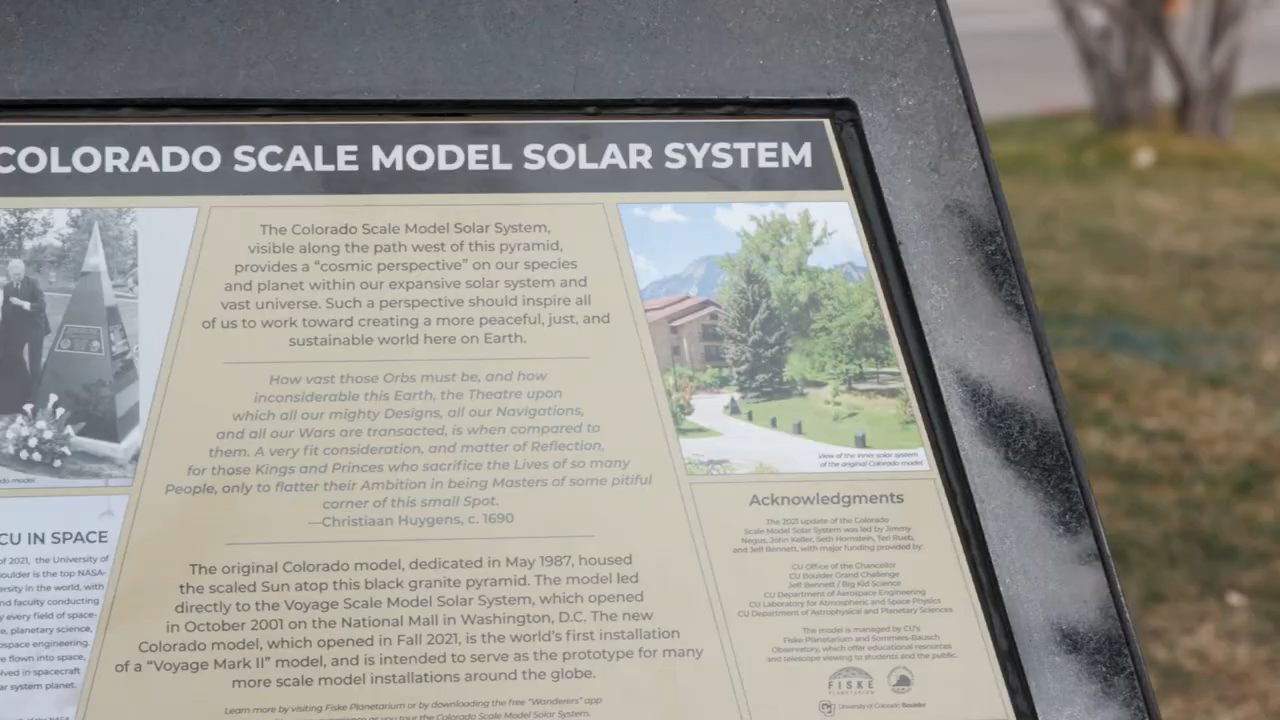 COLORADO SCALE MODEL SOLAR SYSTEM
model.
CU IN SPACE
of 2021, the University of
oulder is the top NASA-
ersity in the world, with
nd faculty conducting
y every field of space-
e, planetary science,
ospace engineering.
e flown into space,
lved in spacecraft
ar system planet.
The Colorado Scale Model Solar System,
visible along the path west of this pyramid,
provides a “cosmic perspective” on our species
and planet within our expansive solar system and
vast universe. Such a perspective should inspire all
of us to work toward creating a more peaceful, just, and
sustainable world here on Earth.
How vast those Orbs must be, and how
inconsiderable this Earth, the Theatre upon
which all our mighty Designs, all our Navigations,
and all our Wars are transacted, is when compared to
them. A very fit consideration, and matter of Reflection,
for those Kings and Princes who sacrifice the Lives of so many
People, only to flatter their Ambition in being Masters of some pitiful
corner of this small Spot.
—Christiaan Huygens, c. 1690
The original Colorado model, dedicated in May 1987, housed
the scaled Sun atop this black granite pyramid. The model led
directly to the Voyage Scale Model Solar System, which opened
in October 2001 on the National Mall in Washington, D.C. The new
Colorado model, which opened in Fall 2021, is the world’s first installation
of a “Voyage Mark II” model, and is intended to serve as the prototype for many
more scale model installations around the globe.
Learn more by visiting Fiske Planetarium or by downloading the free “Wanderers” app
as you tour the Colorado Scale Model Solar System.
View of the inner solar system
of the original Colorado model.
Acknowledgments
The 2021 update of the Colorado
Scale Model Solar System was led by Jimmy
Negus, John Keller, Seth Hornstein, Teri Rueb,
and Jeff Bennett, with major funding provided by:
CU Office of the Chancellor
CU Boulder Grand Challenge
Jeff Bennett / Big Kid Science
CU Department of Aerospace Engineering
CU Laboratory for Atmospheric and Space Physics
CU Department of Astrophysical and Planetary Sciences
The model is managed by CU’s
Fiske Planetarium and Sommers-Bausch
Observatory, which offer educational resources
and telescope viewing to students and the public.
FISKE
PLANETARIUM
University of Colorado Boulder